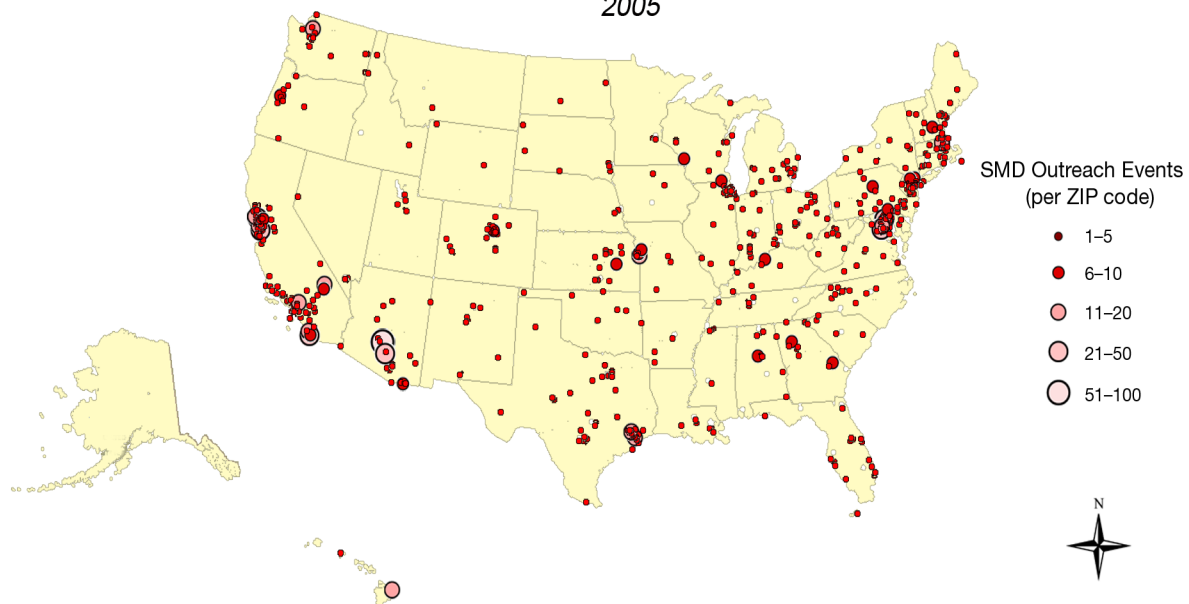 2005
SMD Outreach Events
(per ZIP code)
1–5
6–10
11–20
21–50
51–100
N